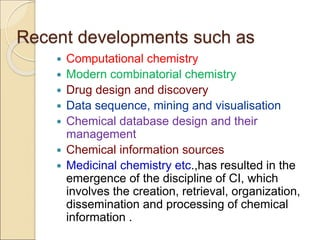 Recent developments such as
Computational chemistry
Modern combinatorial chemistry
Drug design and discovery
Data sequence, mining and visualisation
Chemical database design and their
management
Chemical information sources
Medicinal chemistry etc.,has resulted in the
emergence of the discipline of CI, which
involves the creation, retrieval, organization,
dissemination and processing of chemical
information .